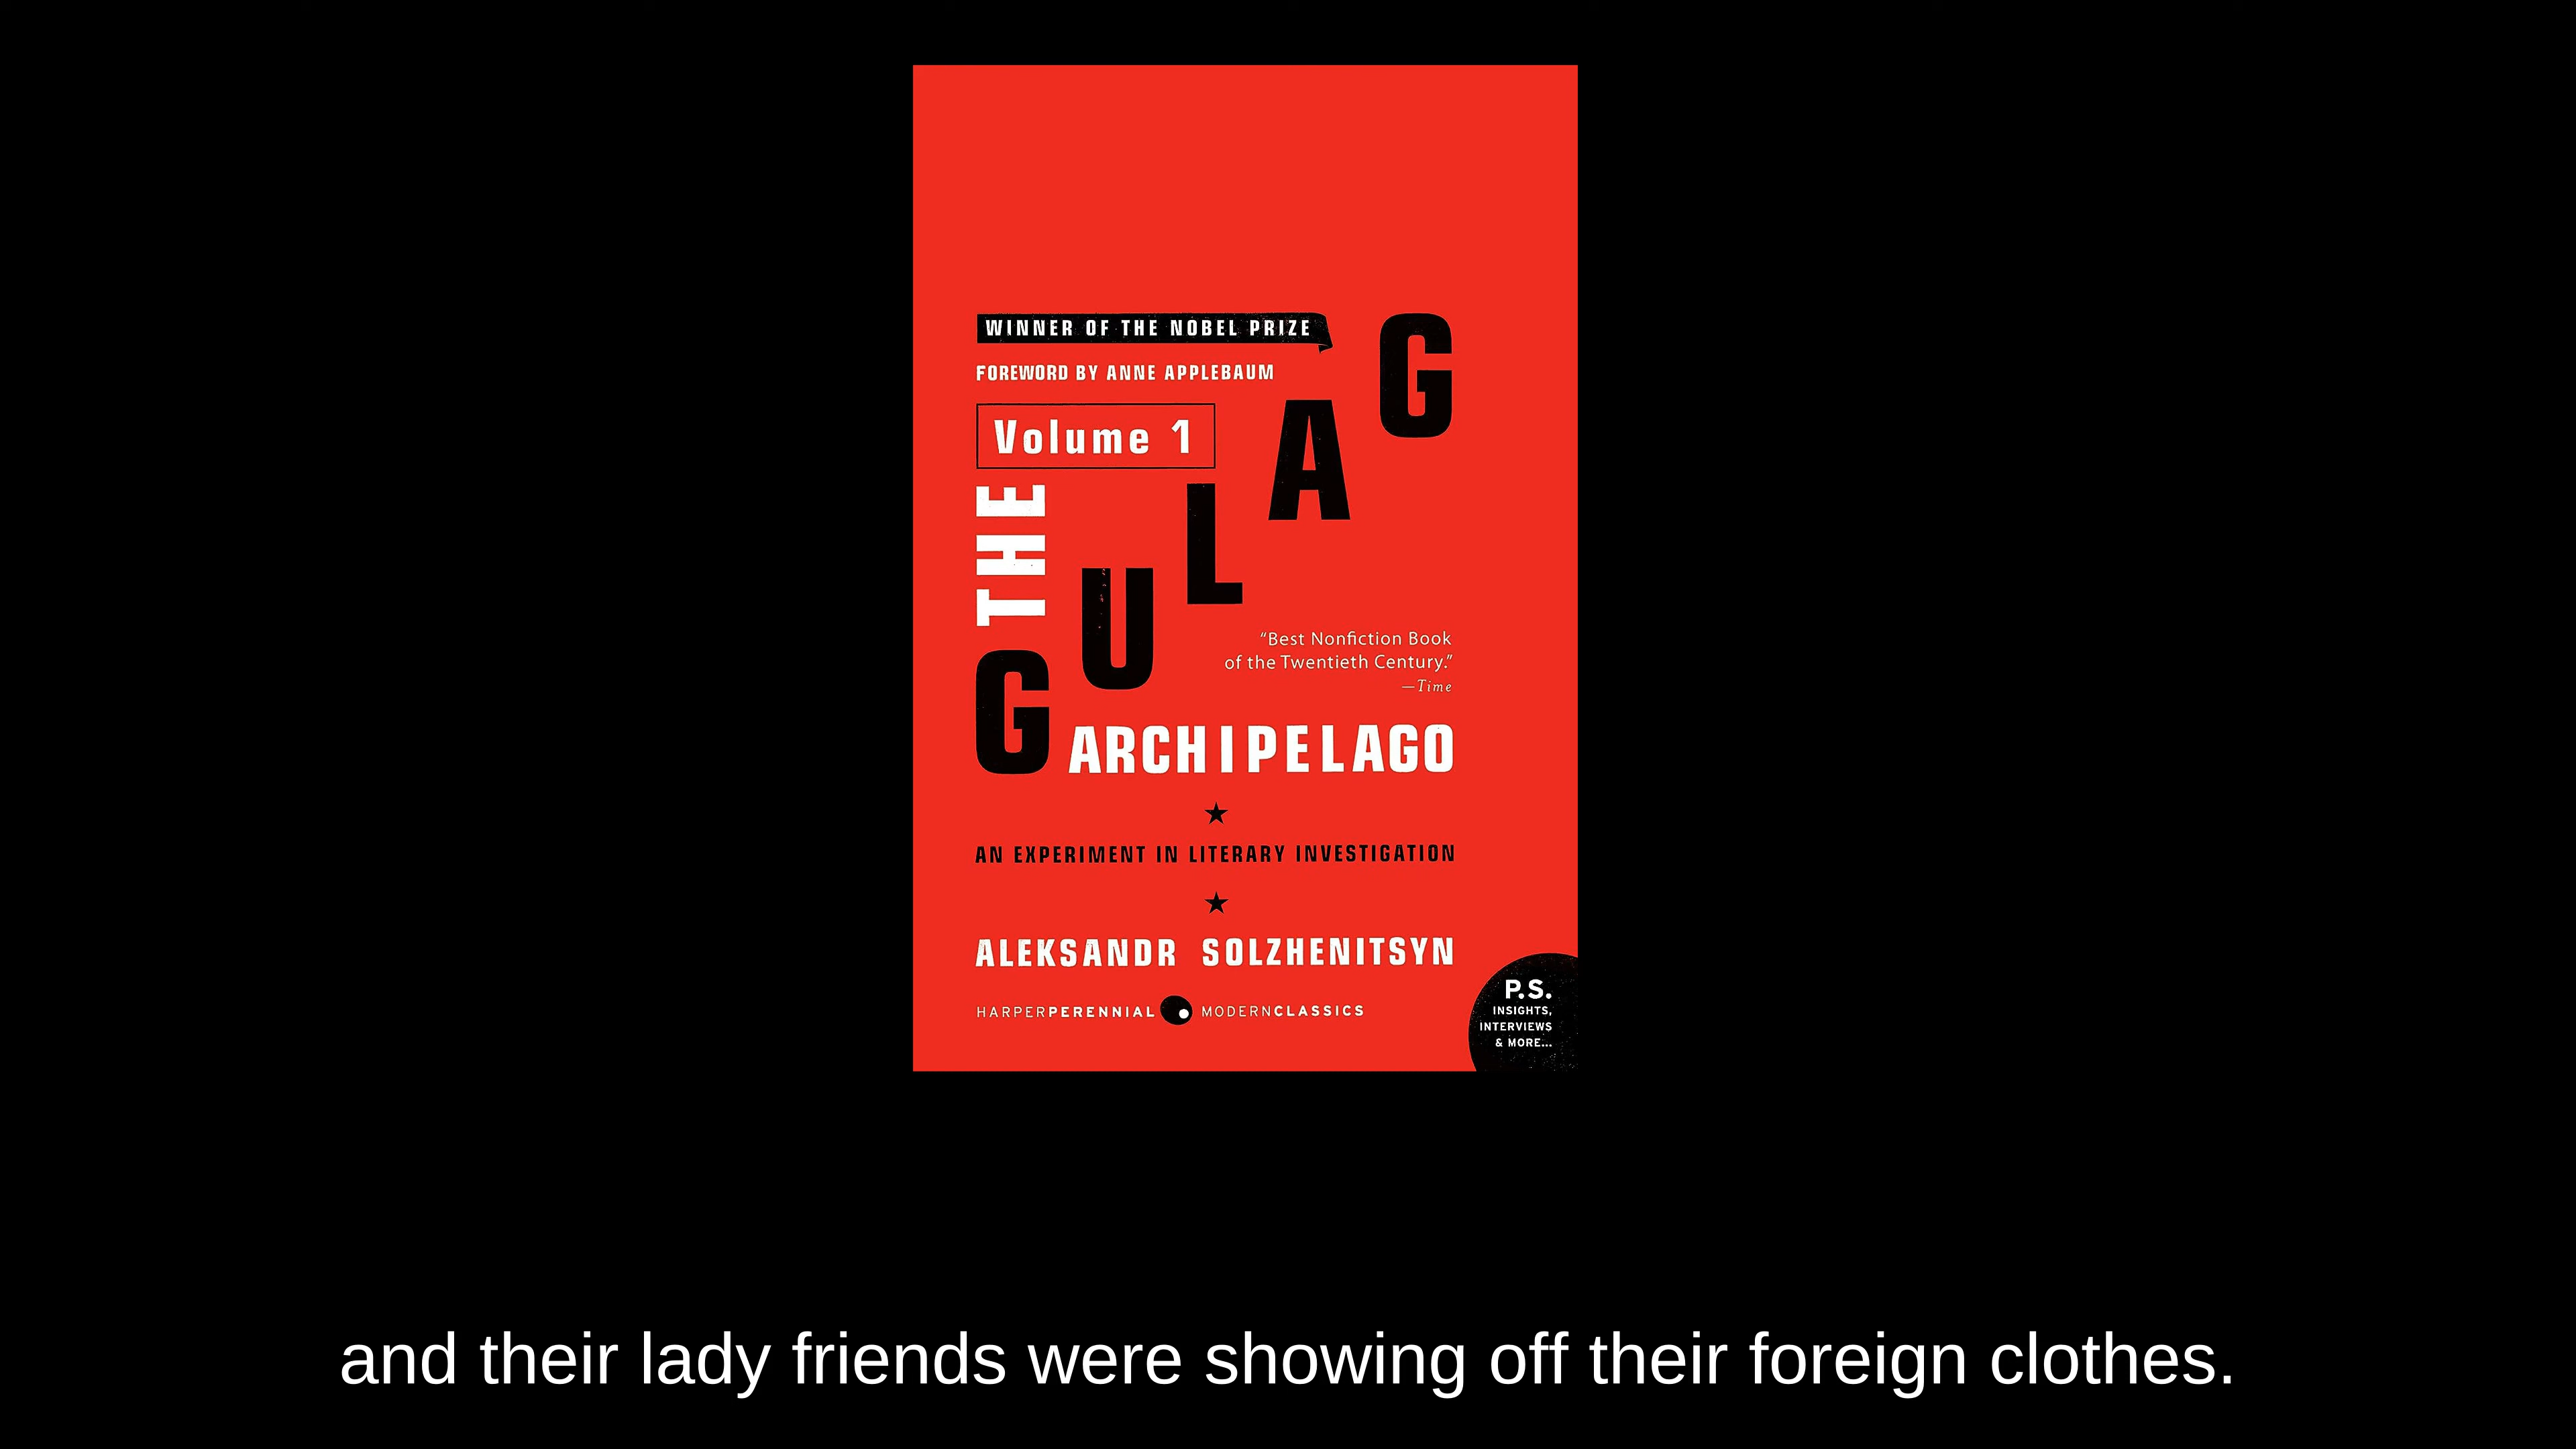 WINNER OF THE NOBEL PRIZE
FOREWORD BY ANNE APPLEBAUM
Volume 1
THE
GULAG
"Best Nonfiction Book
of the Twentieth Century."
—Time
ARCHIPELAGO
AN EXPERIMENT IN LITERARY INVESTIGATION
ALEKSANDR SOLZHENITSYN
HARPERPERENNIAL MODERNCLASSICS
P.S.
INSIGHTS,
INTERVIEWS
& MORE...
and their lady friends were showing off their foreign clothes.